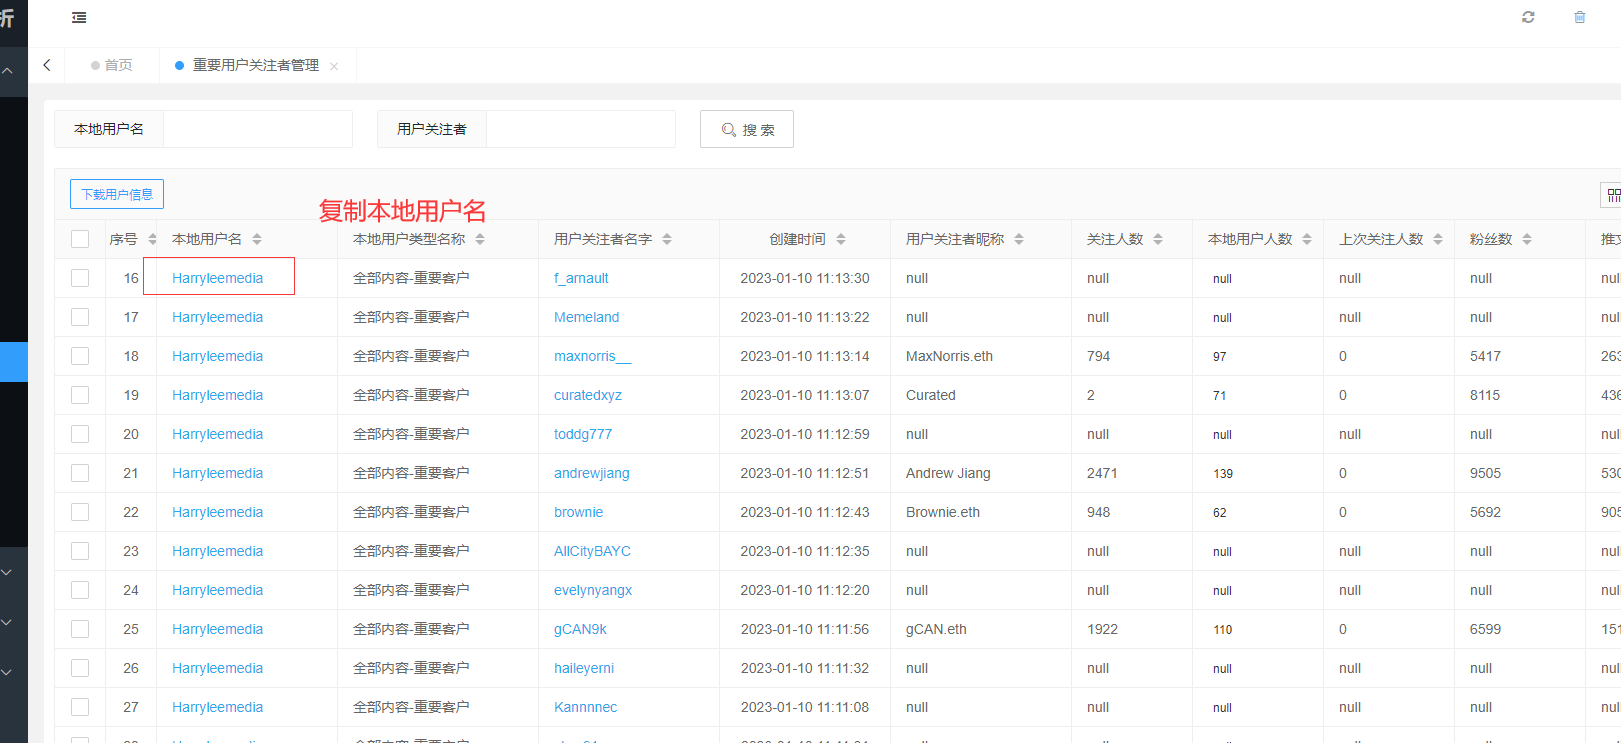 析
首页 重要用户关注者管理
本地用户名 用户关注者 搜 索
下载用户信息
复制本地用户名
序号 本地用户名 本地用户类型名称 用户关注者名字 创建时间 用户关注者昵称 关注人数 本地用户人数 上次关注人数 粉丝数 推文
16 Harryleemedia 全部内容-重要客户 f_arnault 2023-01-10 11:13:30 null null null null null nul
17 Harryleemedia 全部内容-重要客户 Memeland 2023-01-10 11:13:22 null null null null null nul
18 Harryleemedia 全部内容-重要客户 maxnorris__ 2023-01-10 11:13:14 MaxNorris.eth 794 97 0 5417 263
19 Harryleemedia 全部内容-重要客户 curatedxyz 2023-01-10 11:13:07 Curated 2 71 0 8115 436
20 Harryleemedia 全部内容-重要客户 toddg777 2023-01-10 11:12:59 null null null null null nul
21 Harryleemedia 全部内容-重要客户 andrewjiang 2023-01-10 11:12:51 Andrew Jiang 2471 139 0 9505 530
22 Harryleemedia 全部内容-重要客户 brownie 2023-01-10 11:12:43 Brownie.eth 948 62 0 5692 905
23 Harryleemedia 全部内容-重要客户 AllCityBAYC 2023-01-10 11:12:35 null null null null null nul
24 Harryleemedia 全部内容-重要客户 evelynyangx 2023-01-10 11:12:20 null null null null null nul
25 Harryleemedia 全部内容-重要客户 gCAN9k 2023-01-10 11:11:56 gCAN.eth 1922 110 0 6599 151
26 Harryleemedia 全部内容-重要客户 haileyerni 2023-01-10 11:11:32 null null null null null nul
27 Harryleemedia 全部内容-重要客户 Kannnnec 2023-01-10 11:11:08 null null null null null nul